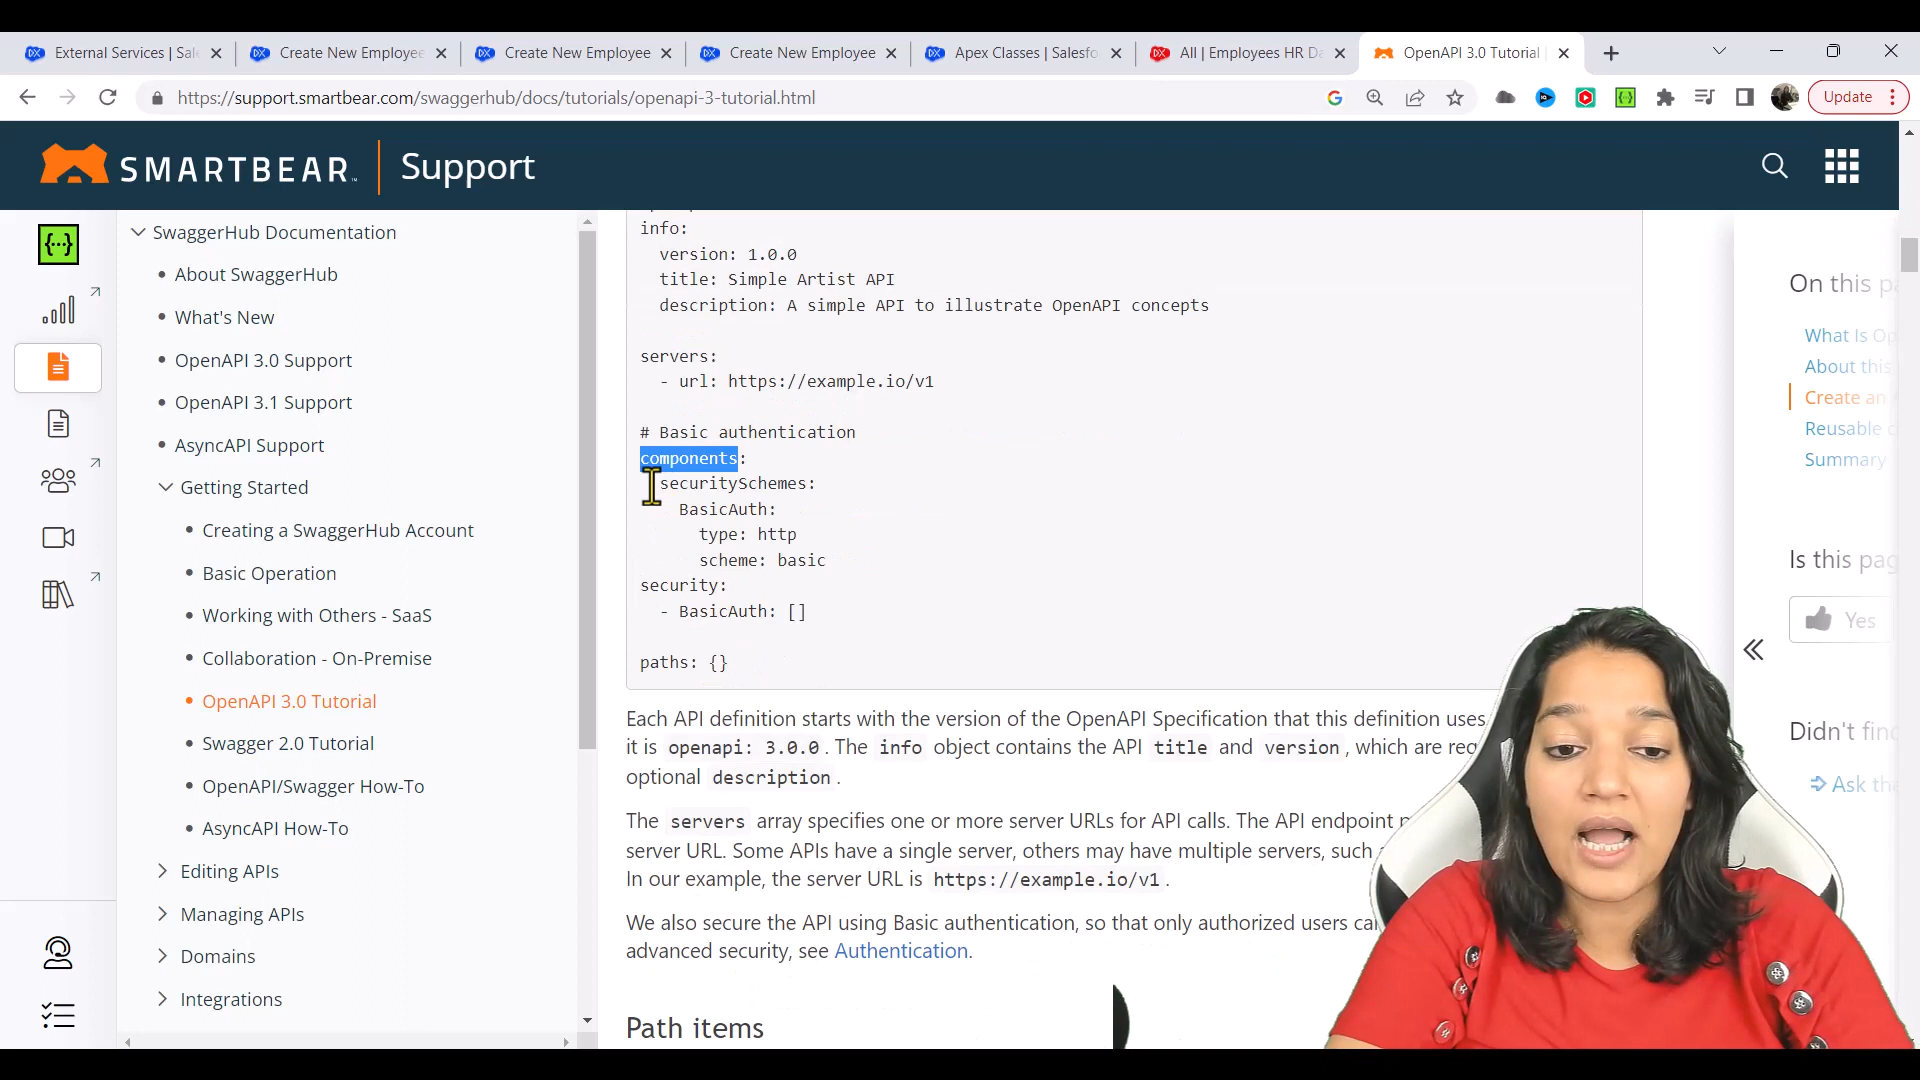 External Services | Sal
Create New Employee
Create New Employee
Create New Employee
Apex Classes | Salesfo
All | Employees HR Da
OpenAPI 3.0 Tutorial
https://support.smartbear.com/swaggerhub/docs/tutorials/openapi-3-tutorial.html
Update
SMARTBEAR
Support
SwaggerHub Documentation
About SwaggerHub
What's New
OpenAPI 3.0 Support
OpenAPI 3.1 Support
AsyncAPI Support
Getting Started
Creating a SwaggerHub Account
Basic Operation
Working with Others - SaaS
Collaboration - On-Premise
OpenAPI 3.0 Tutorial
Swagger 2.0 Tutorial
OpenAPI/Swagger How-To
AsyncAPI How-To
Editing APIs
Managing APIs
Domains
Integrations
info:
version: 1.0.0
title: Simple Artist API
description: A simple API to illustrate OpenAPI concepts
servers:
- url: https://example.io/v1
# Basic authentication
components:
securitySchemes:
BasicAuth:
type: http
scheme: basic
security:
- BasicAuth: []
paths: {}
Each API definition starts with the version of the OpenAPI Specification that this definition uses
it is openapi: 3.0.0. The info object contains the API title and version, which are req
optional description.
The servers array specifies one or more server URLs for API calls. The API endpoint p
server URL. Some APIs have a single server, others may have multiple servers, such a
In our example, the server URL is https://example.io/v1.
We also secure the API using Basic authentication, so that only authorized users ca
advanced security, see Authentication.
Path items
On this pa
What Is Op
About this
Create an
Reusable c
Summary
Is this pag
Yes
Didn't find
Ask the